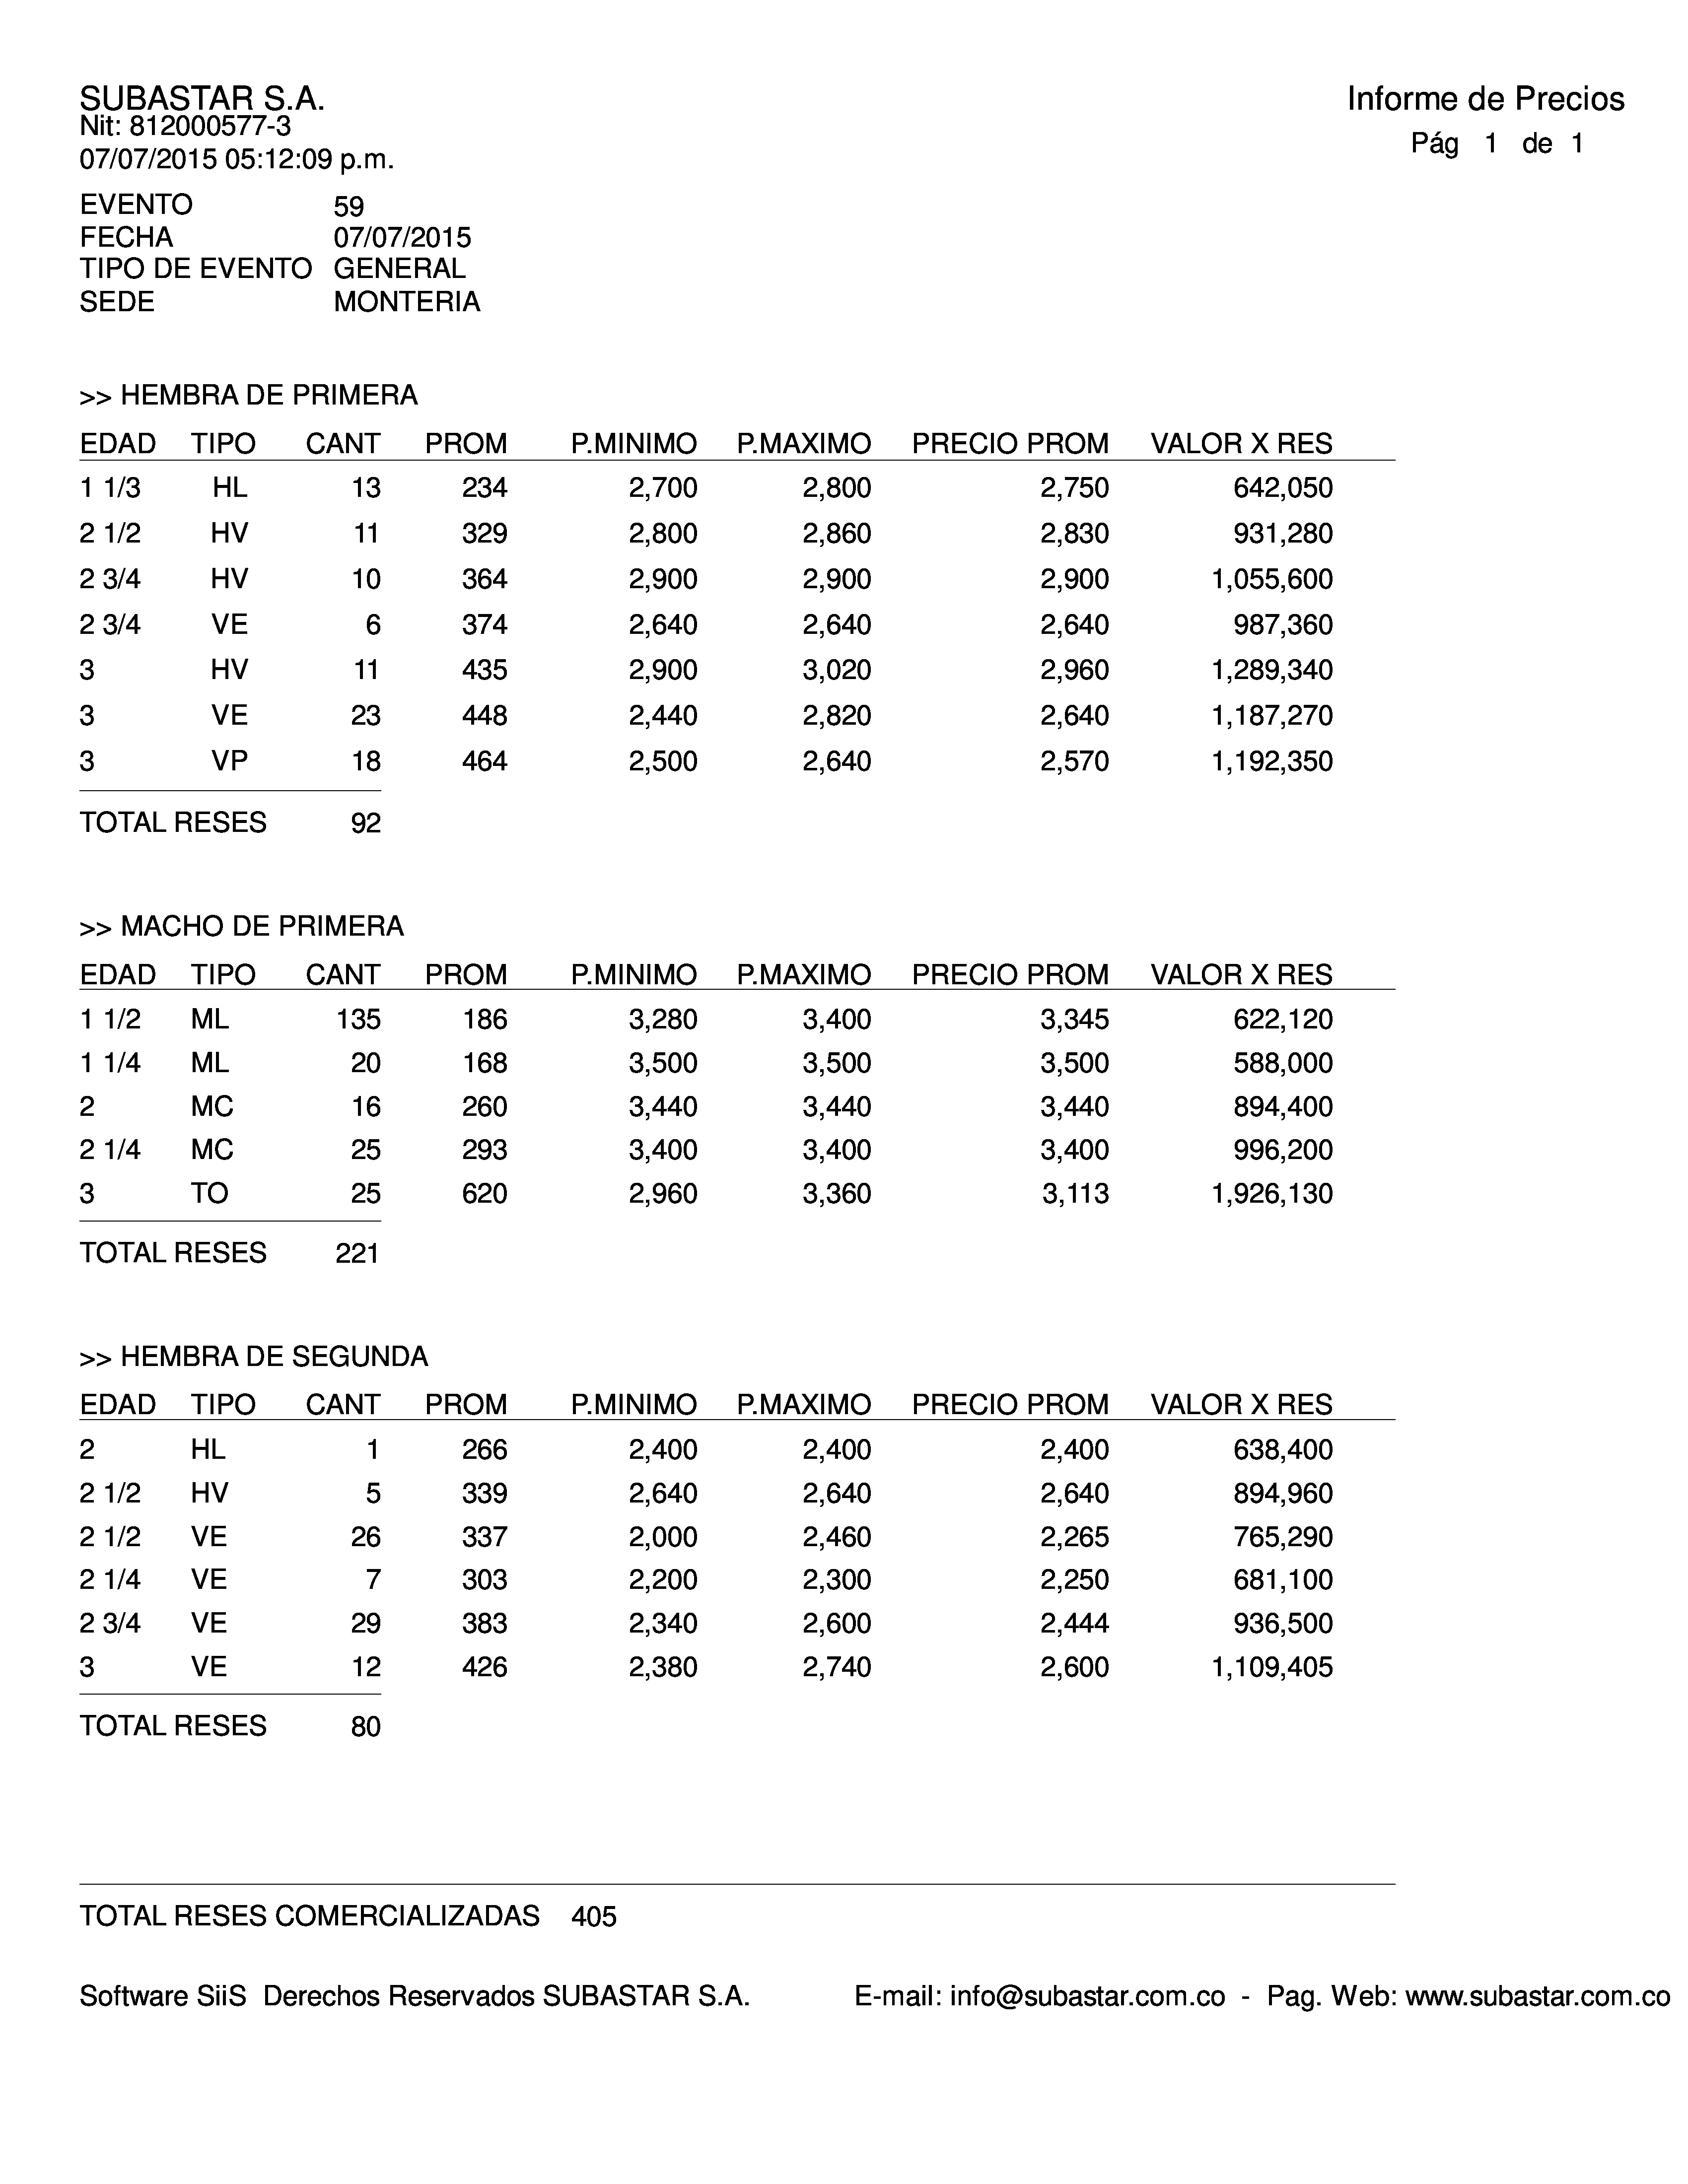 SUBASTAR S.A.
Informe de Precios
Nit: 812000577-3
Pág 1 de 1
07/07/2015 05:12:09 p.m.
EVENTO 59
FECHA 07/07/2015
TIPO DE EVENTO GENERAL
SEDE MONTERIA
>> HEMBRA DE PRIMERA
EDAD TIPO CANT PROM P.MINIMO P.MAXIMO PRECIO PROM VALOR X RES
1 1/3 HL 13 234 2,700 2,800 2,750 642,050
2 1/2 HV 11 329 2,800 2,860 2,830 931,280
2 3/4 HV 10 364 2,900 2,900 2,900 1,055,600
2 3/4 VE 6 374 2,640 2,640 2,640 987,360
3 HV 11 435 2,900 3,020 2,960 1,289,340
3 VE 23 448 2,440 2,820 2,640 1,187,270
3 VP 18 464 2,500 2,640 2,570 1,192,350
TOTAL RESES 92
>> MACHO DE PRIMERA
EDAD TIPO CANT PROM P.MINIMO P.MAXIMO PRECIO PROM VALOR X RES
1 1/2 ML 135 186 3,280 3,400 3,345 622,120
1 1/4 ML 20 168 3,500 3,500 3,500 588,000
2 MC 16 260 3,440 3,440 3,440 894,400
2 1/4 MC 25 293 3,400 3,400 3,400 996,200
3 TO 25 620 2,960 3,360 3,113 1,926,130
TOTAL RESES 221
>> HEMBRA DE SEGUNDA
EDAD TIPO CANT PROM P.MINIMO P.MAXIMO PRECIO PROM VALOR X RES
2 HL 1 266 2,400 2,400 2,400 638,400
2 1/2 HV 5 339 2,640 2,640 2,640 894,960
2 1/2 VE 26 337 2,000 2,460 2,265 765,290
2 1/4 VE 7 303 2,200 2,300 2,250 681,100
2 3/4 VE 29 383 2,340 2,600 2,444 936,500
3 VE 12 426 2,380 2,740 2,600 1,109,405
TOTAL RESES 80
TOTAL RESES COMERCIALIZADAS 405
Software SiiS Derechos Reservados SUBASTAR S.A. E-mail: info@subastar.com.co - Pag. Web: www.subastar.com.co